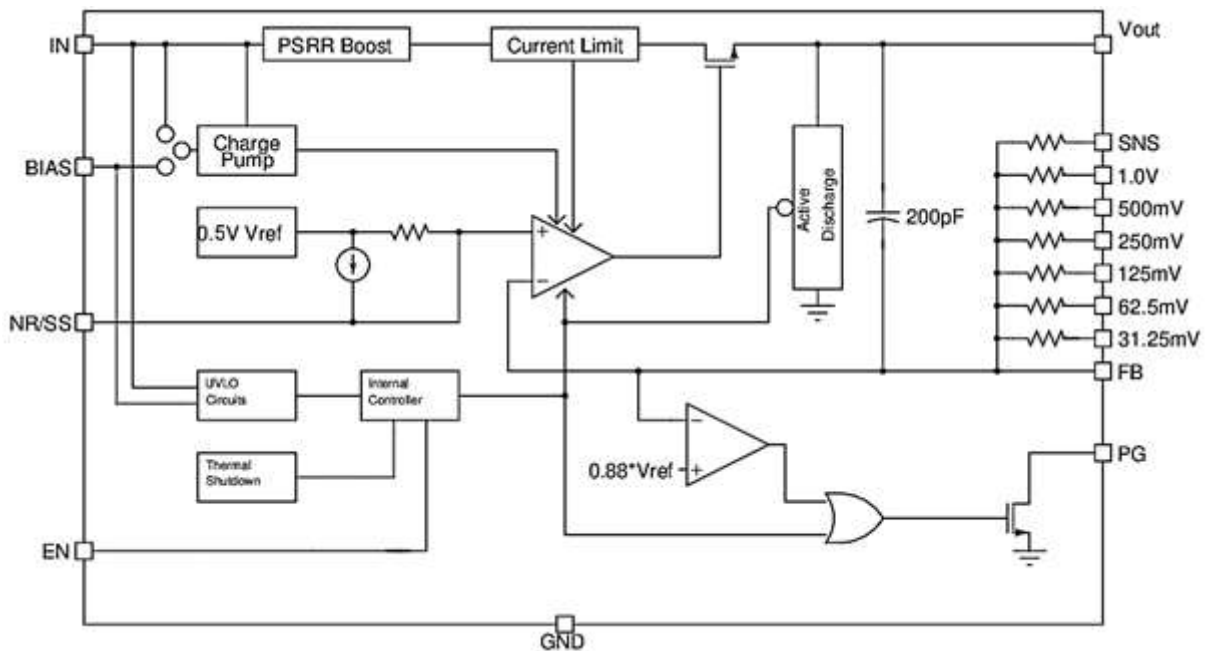 IN
PSRR Boost
Current Limit
Vout
BIAS
Charge
Pump
SNS
1.0V
500mV
250mV
125mV
62.5mV
31.25mV
FB
0.5V Vref
+
−
Active
Discharge
200pF
NR/SS
UVLO
Circuits
Internal
Controller
Thermal
Shutdown
−
0.88*Vref
+
PG
EN
GND